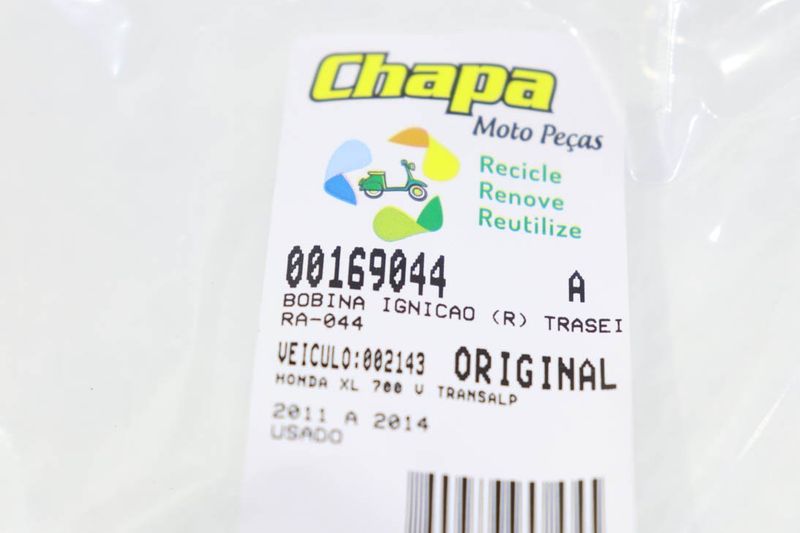 Chapa
Moto Peças
Recicle
Renove
Reutilize
00169044 A
BOBINA IGNICAO (R) TRASEI
RA-044
VEICULO:002143 ORIGINAL
HONDA XL 700 V TRANSALP
2011 A 2014
USADO